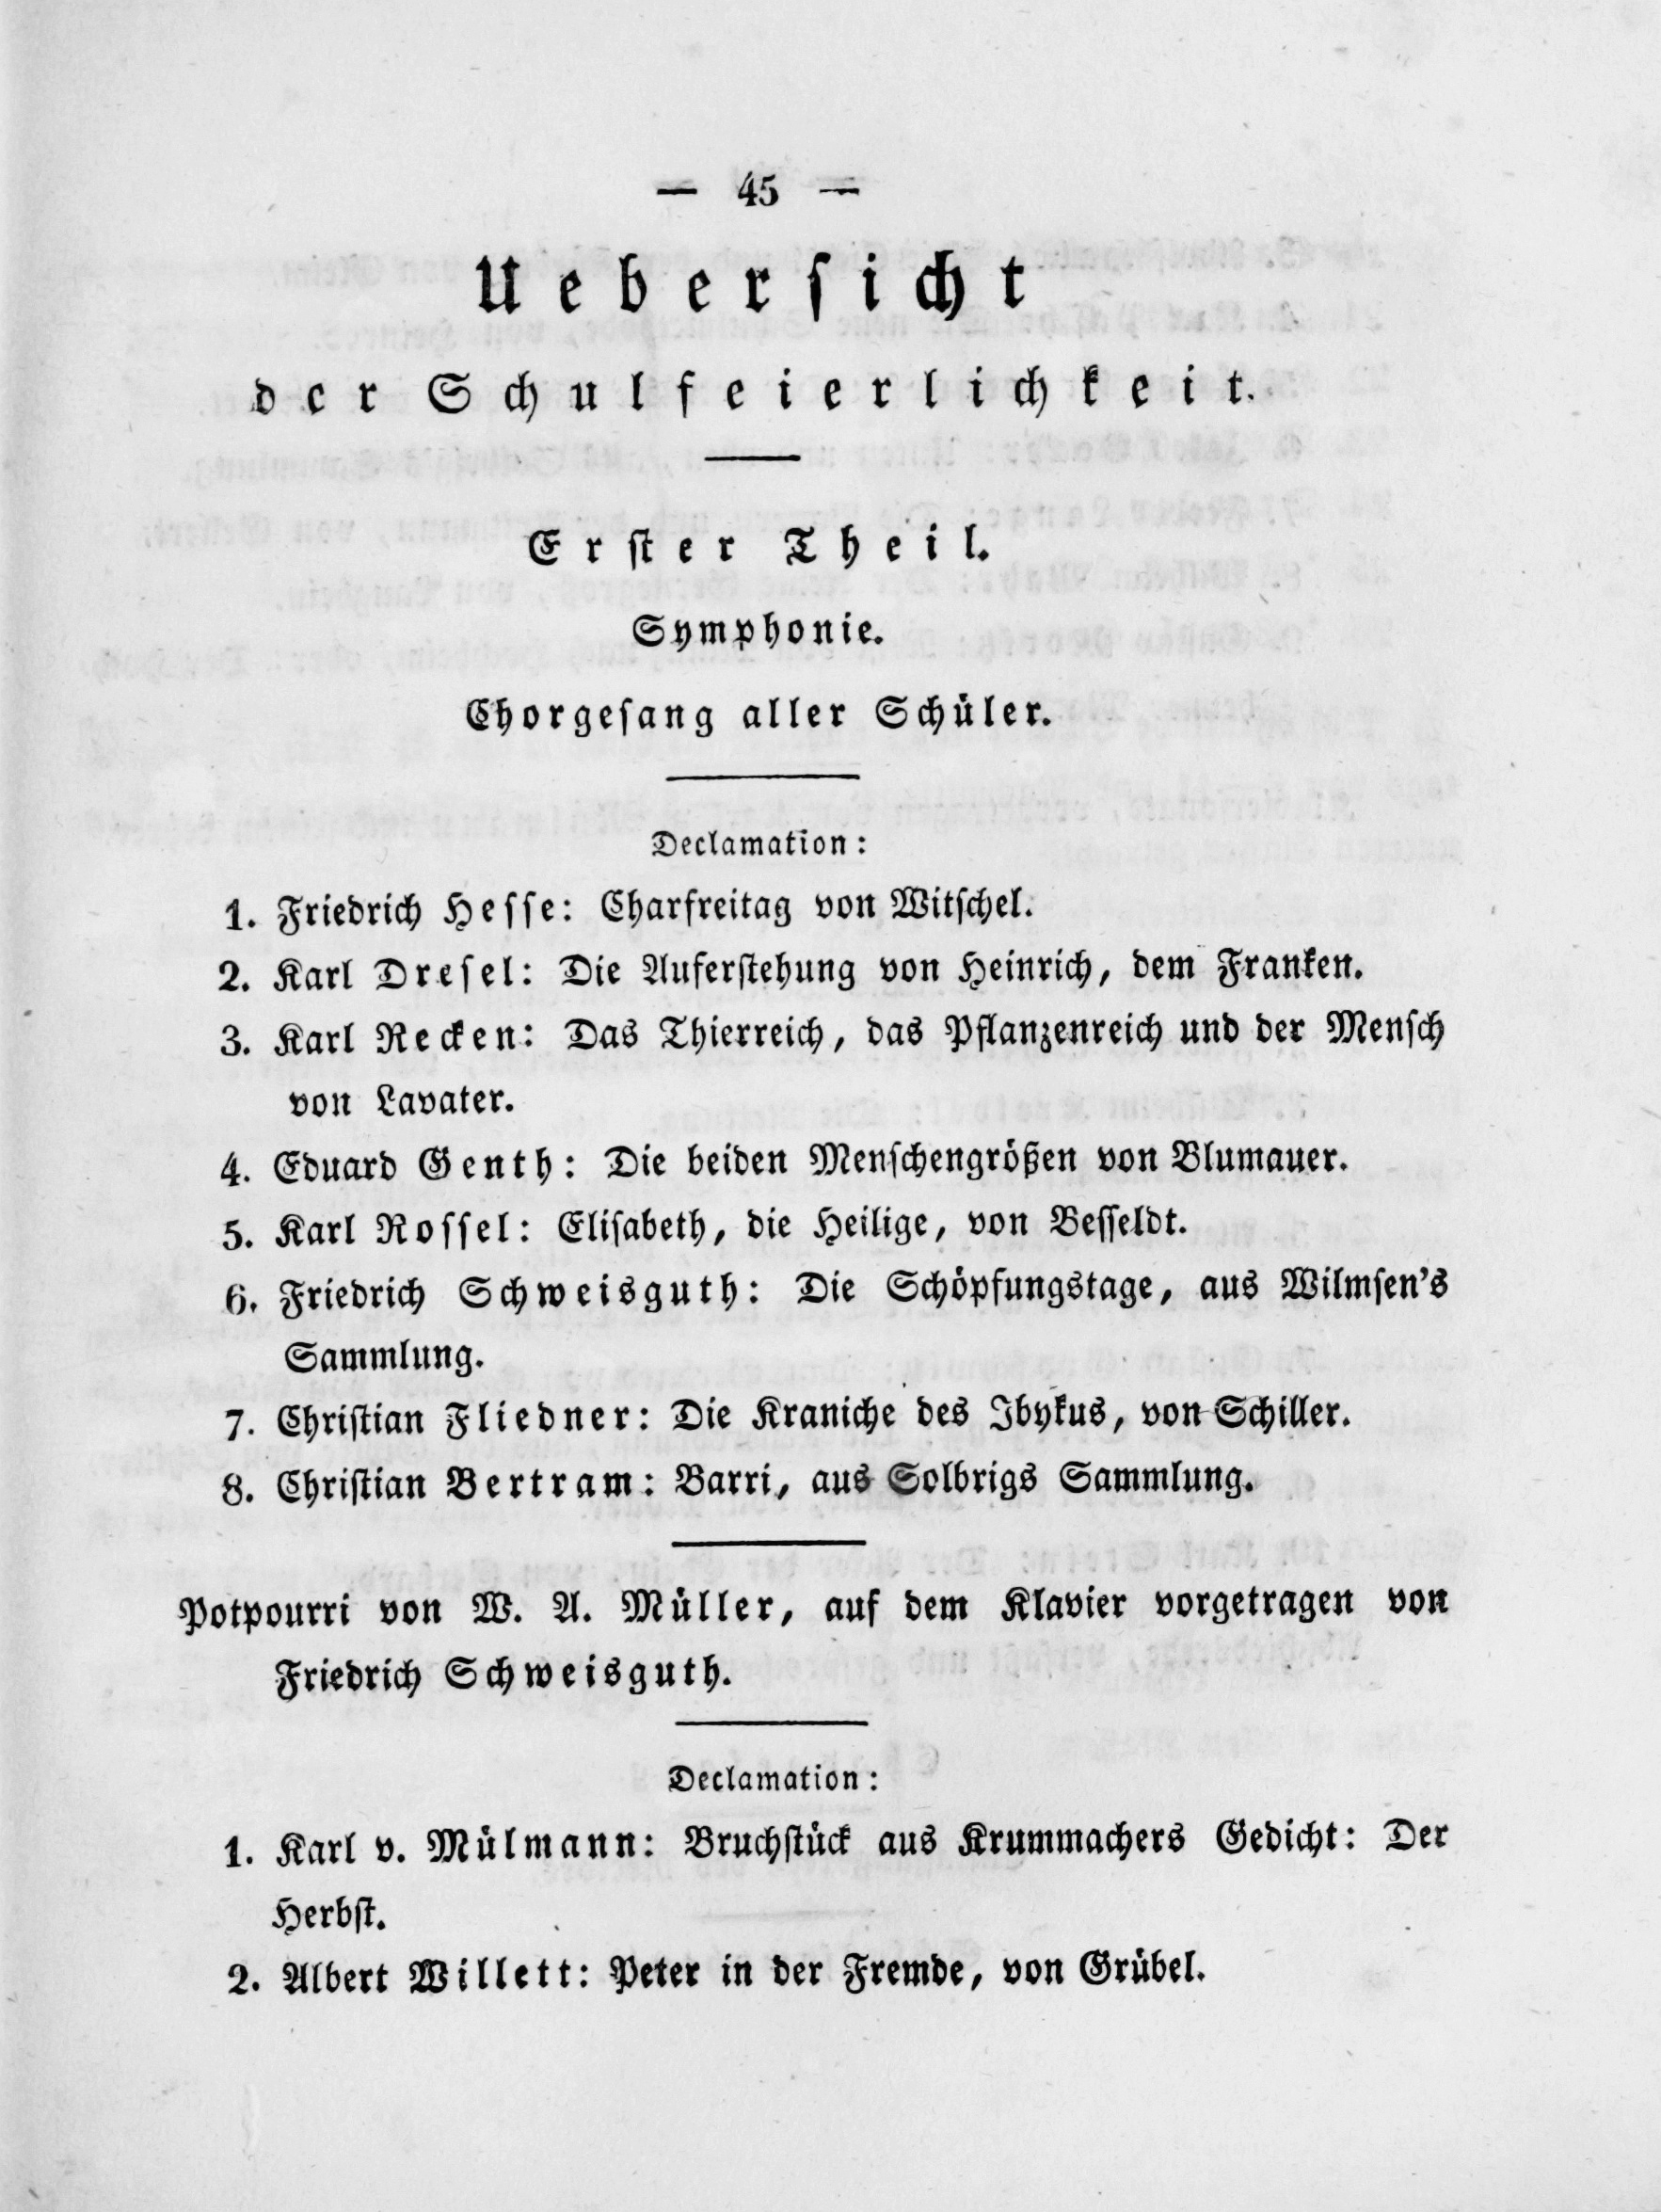 — 45 —
Uebersicht
der Schulfeierlichkeit.
Erster Theil.
Symphonie.
Chorgesang aller Schüler.
Declamation:
1. Friedrich Hesse: Charfreitag von Witschel.
2. Karl Dresel: Die Auferstehung von Heinrich, dem Franken.
3. Karl Recken: Das Thierreich, das Pflanzenreich und der Mensch
von Lavater.
4. Eduard Genth: Die beiden Menschengrößen von Blumauer.
5. Karl Rossel: Elisabeth, die Heilige, von Besseldt.
6. Friedrich Schweisguth: Die Schöpfungstage, aus Wilmsen's
Sammlung.
7. Christian Fliedner: Die Kraniche des Ibykus, von Schiller.
8. Christian Bertram: Barri, aus Solbrigs Sammlung.
Potpourri von W. A. Müller, auf dem Klavier vorgetragen von
Friedrich Schweisguth.
Declamation:
1. Karl v. Mülmann: Bruchstück aus Krummachers Gedicht: Der
Herbst.
2. Albert Willett: Peter in der Fremde, von Grübel.